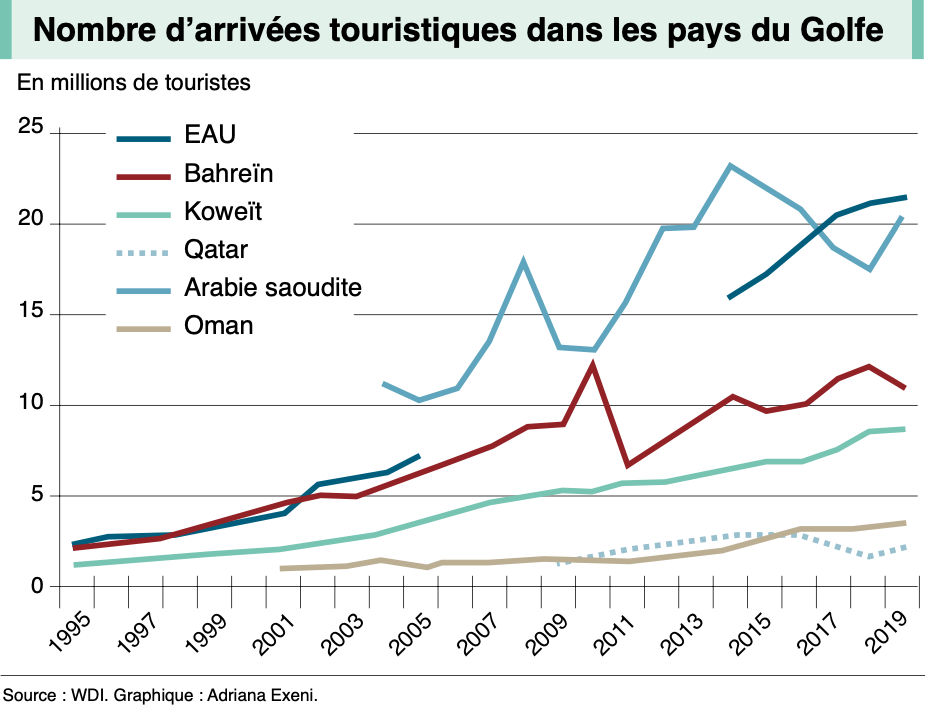 Nombre d’arrivées touristiques dans les pays du Golfe
En millions de touristes
25
20
15
10
5
0
EAU
Bahreïn
Koweït
Qatar
Arabie saoudite
Oman
1995
1997
1999
2001
2003
2005
2007
2009
2011
2013
2015
2017
2019
Source : WDI. Graphique : Adriana Exeni.